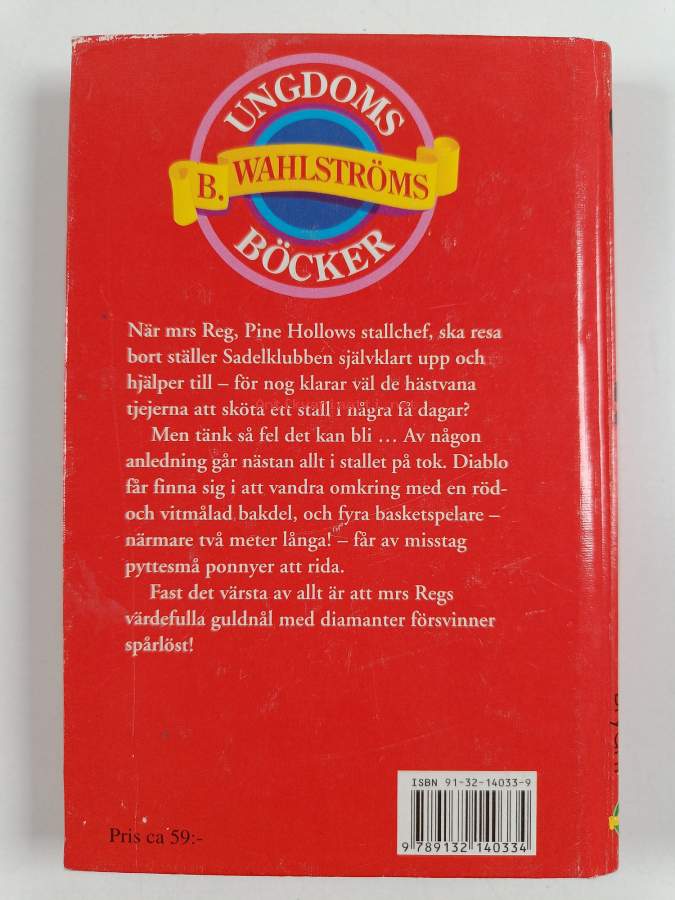 UNGDOMS
B. WAHLSTRÖMS
BÖCKER
När mrs Reg, Pine Hollows stallchef, ska resa
bort ställer Sadelklubben självklart upp och
hjälper till – för nog klarar väl de hästvana
tjejerna att sköta ett stall i några få dagar?
Men tänk så fel det kan bli … Av någon
anledning går nästan allt i stallet på tok. Diablo
får finna sig i att vandra omkring med en röd-
och vitmålad bakdel, och fyra basketspelare –
närmare två meter långa! – får av misstag
pyttesmå ponnyer att rida.
Fast det värsta av allt är att mrs Regs
värdefulla guldnål med diamanter försvinner
spårlöst!
ISBN 91-32-14033-9
9 789132 140334
Pris ca 59:-